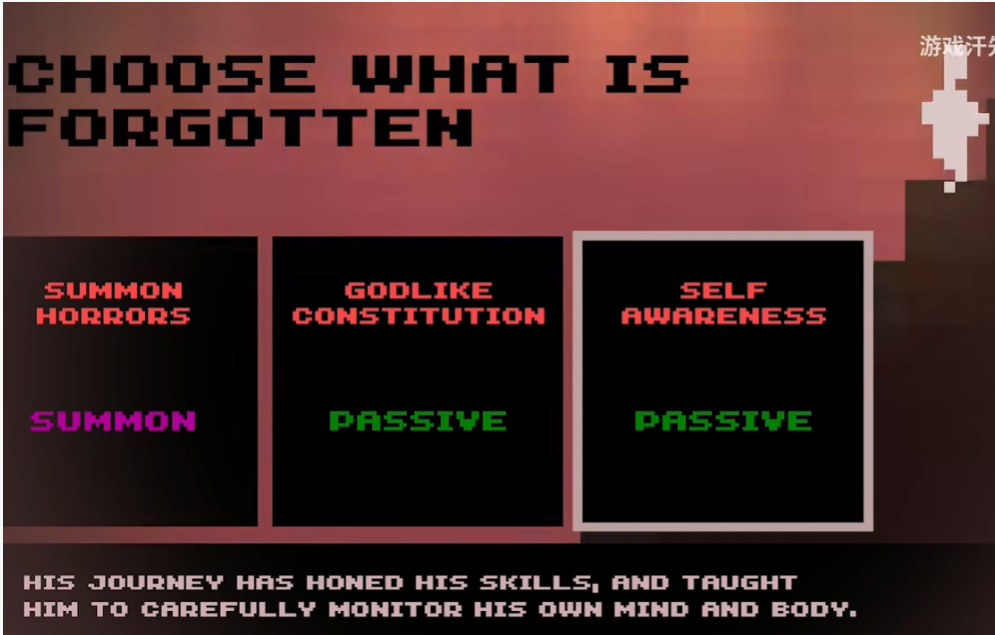 CHOOSE WHAT IS
FORGOTTEN
游戏汗
SUMMON
HORRORS
SUMMON
GODLIKE
CONSTITUTION
PASSIVE
SELF
AWARENESS
PASSIVE
HIS JOURNEY HAS HONED HIS SKILLS, AND TAUGHT
HIM TO CAREFULLY MONITOR HIS OWN MIND AND BODY.